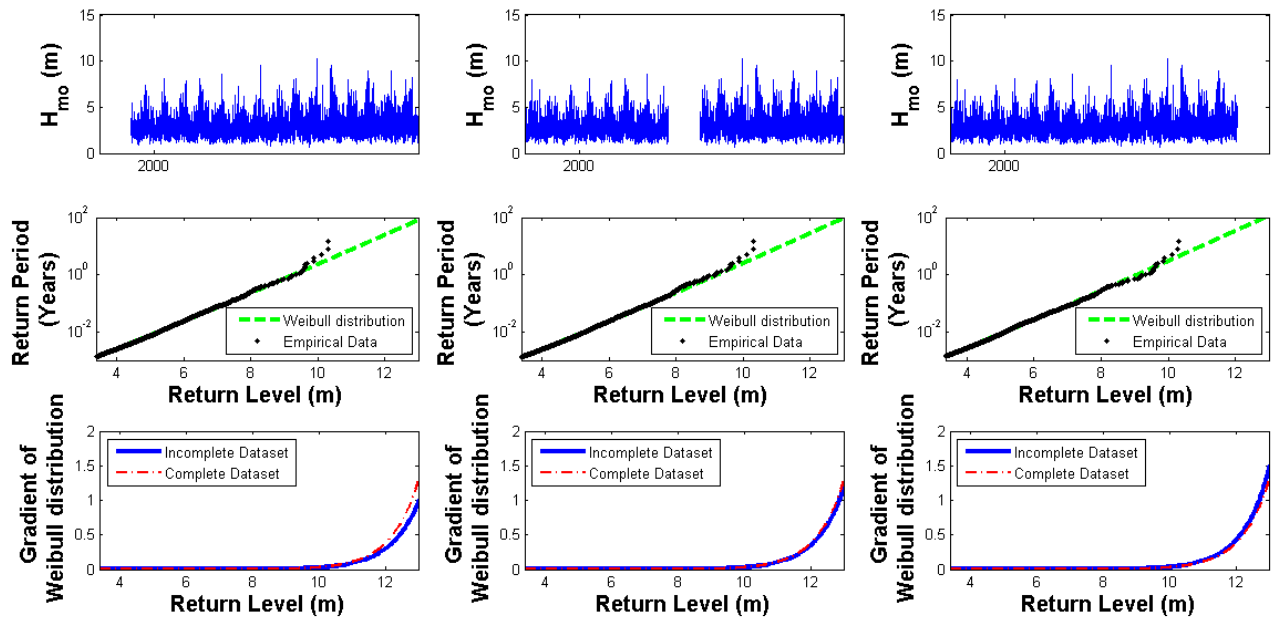 15
10
5
0
H_mo (m)
2000
15
10
5
0
H_mo (m)
2000
15
10
5
0
H_mo (m)
2000
Return Period
(Years)
10^2
10^0
10^-2
Weibull distribution
Empirical Data
4 6 8 10 12
Return Level (m)
Return Period
(Years)
10^2
10^0
10^-2
Weibull distribution
Empirical Data
4 6 8 10 12
Return Level (m)
Return Period
(Years)
10^2
10^0
10^-2
Weibull distribution
Empirical Data
4 6 8 10 12
Return Level (m)
Gradient of
Weibull distribution
2
1.5
1
0.5
0
Incomplete Dataset
Complete Dataset
4 6 8 10 12
Return Level (m)
Gradient of
Weibull distribution
2
1.5
1
0.5
0
Incomplete Dataset
Complete Dataset
4 6 8 10 12
Return Level (m)
Gradient of
Weibull distribution
2
1.5
1
0.5
0
Incomplete Dataset
Complete Dataset
4 6 8 10 12
Return Level (m)